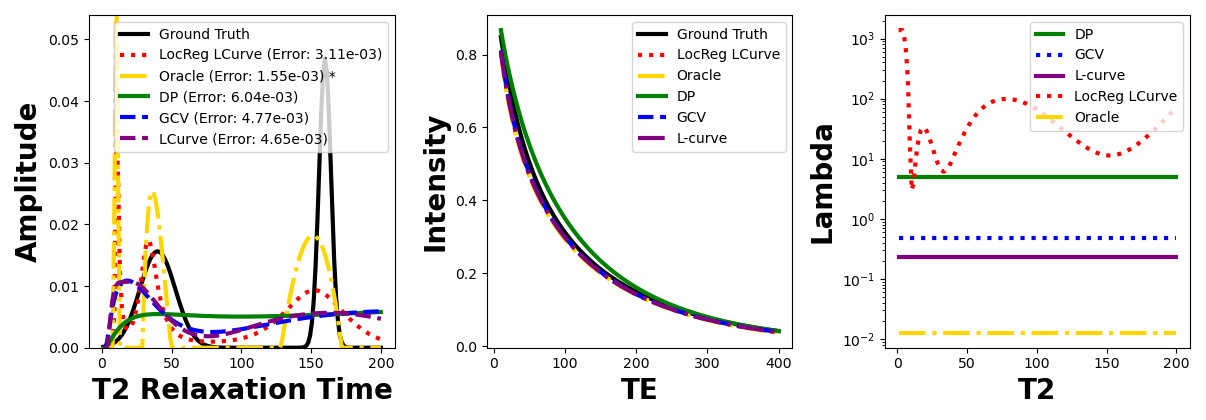 Ground Truth
LocReg LCurve (Error: 3.11e-03)
Oracle (Error: 1.55e-03) *
DP (Error: 6.04e-03)
GCV (Error: 4.77e-03)
LCurve (Error: 4.65e-03)
Amplitude
0.05
0.04
0.03
0.02
0.01
0.00
0
50
100
150
200
T2 Relaxation Time
Ground Truth
LocReg LCurve
Oracle
DP
GCV
L-curve
Intensity
0.8
0.6
0.4
0.2
0.0
0
100
200
300
400
TE
DP
GCV
L-curve
LocReg LCurve
Oracle
Lambda
10³
10²
10¹
10⁰
10⁻¹
10⁻²
0
50
100
150
200
T2